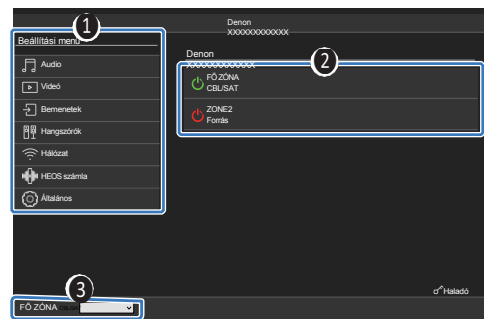 Denon
XXXXXXXXXXXX
1
Beállítási menü
Audio
Videó
Bemenetek
Hangszórók
Hálózat
HEOS számla
Általános
Denon
XXXXXXXXXXXXX
2
FŐ ZÓNA
CBL/SAT
ZONE2
Forrás
Haladó
3
FŐ ZÓNA